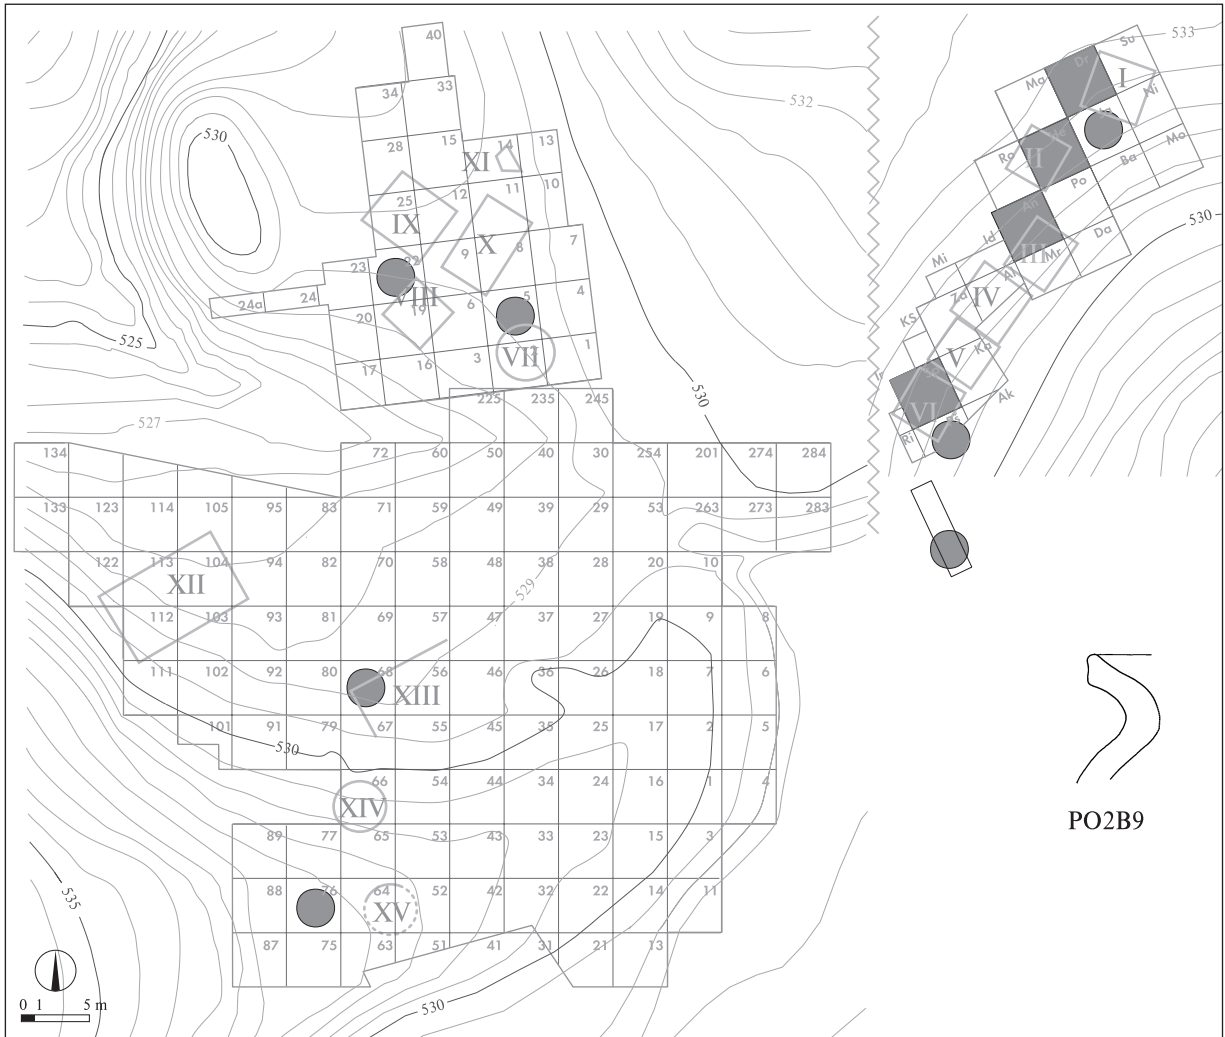 40
34 33
28 15 XI 14 13
25 12 11 10
IX X
23 22 9 8 7
VIII
24a 24 20 19 6 5 4
VII
17 16 3 1
530
525
527
532
533
530
530
Su
Dr I
Ma Ni
Mo
Ro II Ba
Po
An
Id Da
III Mr
Mi Al
IV
KS
V Ka
Ak
VI
Ri
225 235 245
134 72 60 50 40 30 254 201 274 284
133 123 114 105 95 83 71 59 49 39 29 53 263 273 283
122 113 104 94 82 70 58 48 38 28 20 10
XII
529
112 103 93 81 69 57 47 37 27 19 9 8
111 102 92 80 68 56 46 36 26 18 7 6
XIII
101 91 79 67 55 45 35 25 17 2 5
530
66 54 44 34 24 16 1 4
XIV
89 77 65 53 43 33 23 15 3
88 76 64 52 42 32 22 14 11
XV
87 75 63 51 41 31 21 13
535
530
0 1 5 m
PO2B9